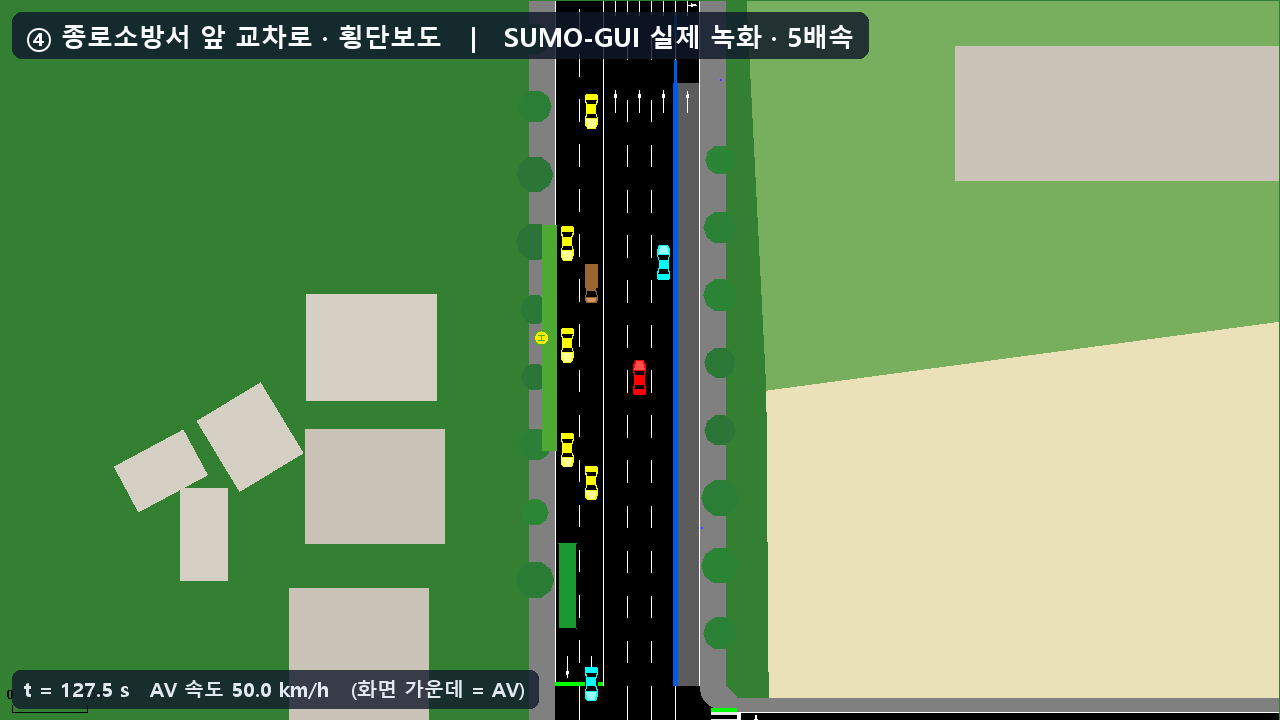 ④ 종로소방서 앞 교차로 · 횡단보도 | SUMO-GUI 실제 녹화 · 5배속
t = 127.5 s AV 속도 50.0 km/h (화면 가운데 = AV)